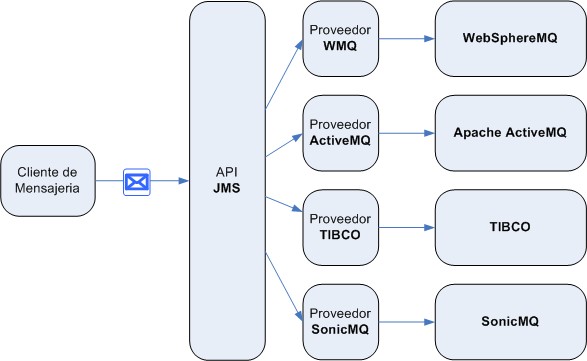 Cliente de
Mensajeria
API
JMS
Proveedor
WMQ
WebSphereMQ
Proveedor
ActiveMQ
Apache ActiveMQ
Proveedor
TIBCO
TIBCO
Proveedor
SonicMQ
SonicMQ